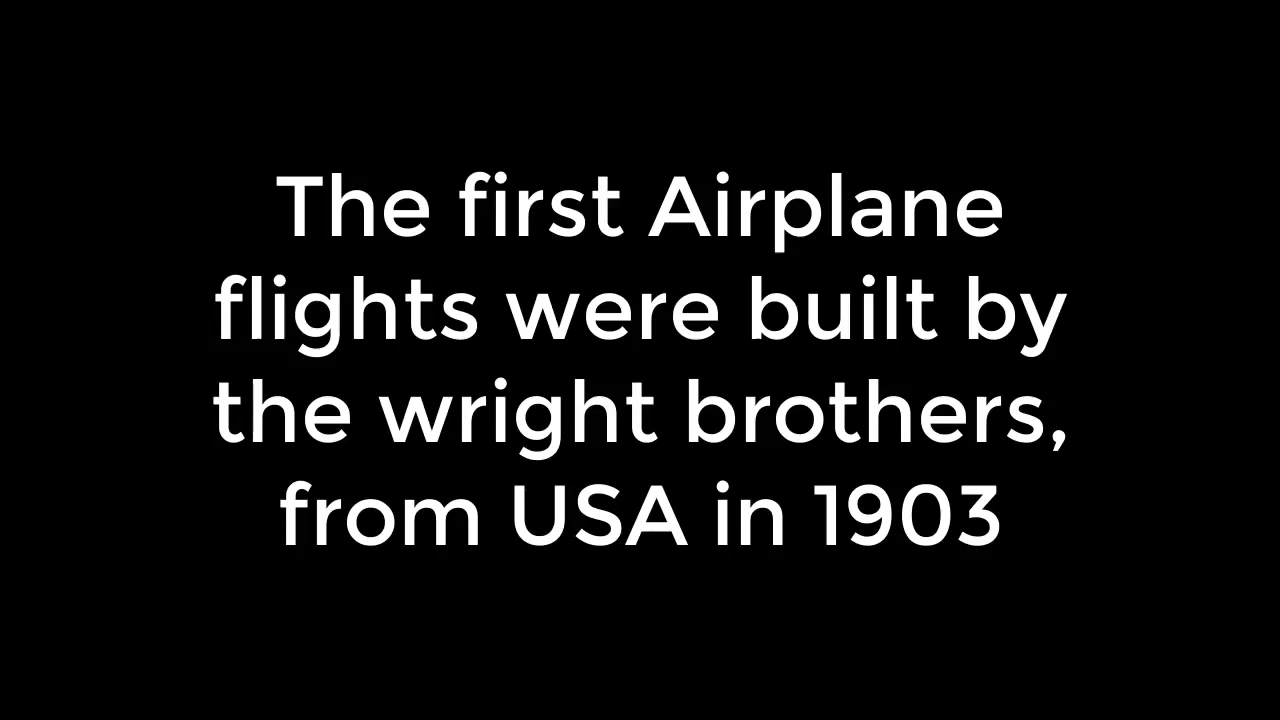 The first Airplane
flights were built by
the wright brothers,
from USA in 1903